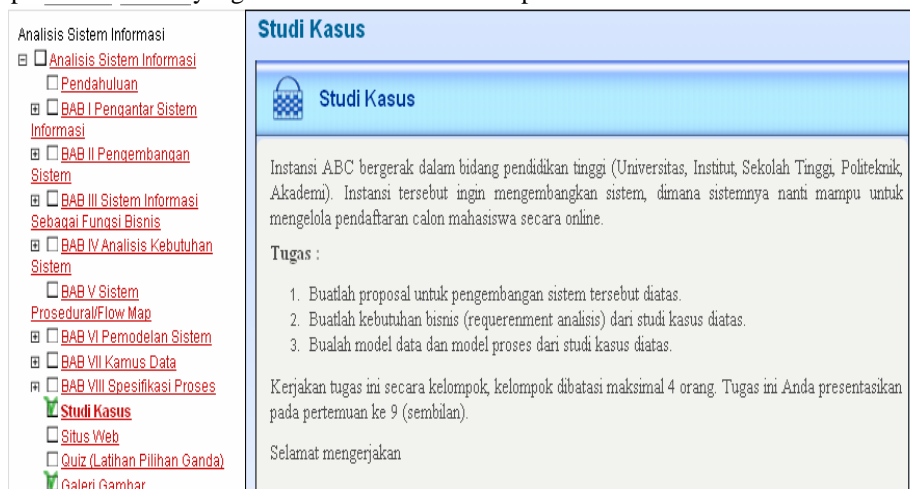 Analisis Sistem Informasi
Analisis Sistem Informasi
Pendahuluan
BAB I Pengantar Sistem
Informasi
BAB II Pengembangan
Sistem
BAB III Sistem Informasi
Sebagai Fungsi Bisnis
BAB IV Analisis Kebutuhan
Sistem
BAB V Sistem
Prosedural/Flow Map
BAB VI Pemodelan Sistem
BAB VII Kamus Data
BAB VIII Spesifikasi Proses
Studi Kasus
Situs Web
Quiz (Latihan Pilihan Ganda)
Galeri Gambar
Studi Kasus
Studi Kasus
Instansi ABC bergerak dalam bidang pendidikan tinggi (Universitas, Institut, Sekolah Tinggi, Politeknik,
Akademi). Instansi tersebut ingin mengembangkan sistem, dimana sistemnya nanti mampu untuk
mengelola pendaftaran calon mahasiswa secara online.
Tugas :
1. Buatlah proposal untuk pengembangan sistem tersebut diatas.
2. Buatlah kebutuhan bisnis (requerenment analisis) dari studi kasus diatas.
3. Bualah model data dan model proses dari studi kasus diatas.
Kerjakan tugas ini secara kelompok, kelompok dibatasi maksimal 4 orang. Tugas ini Anda presentasikan
pada pertemuan ke 9 (sembilan).
Selamat mengerjakan